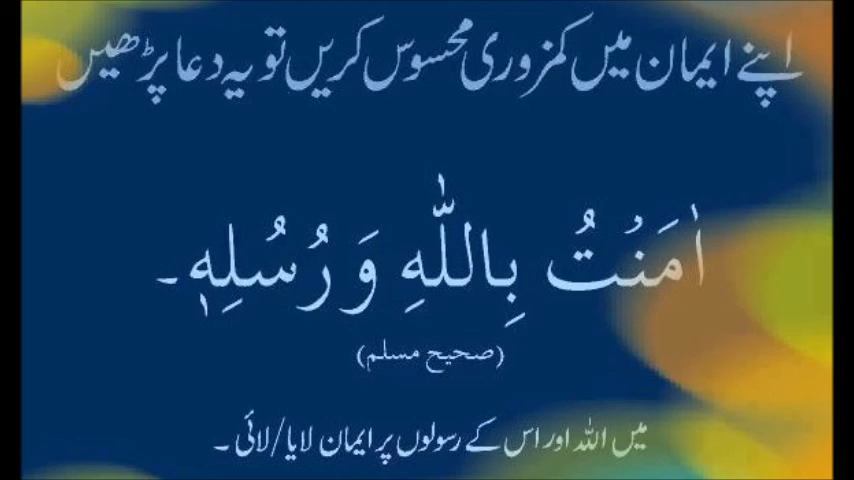 اپنے ایمان میں کمزوری محسوس کریں تو یہ دعا پڑھیں
اٰمَنْتُ بِاللّٰهِ وَ رُسُلِهٖ۔
(صحیح مسلم)
میں اللہ اور اس کے رسولوں پر ایمان لایا/لائی۔